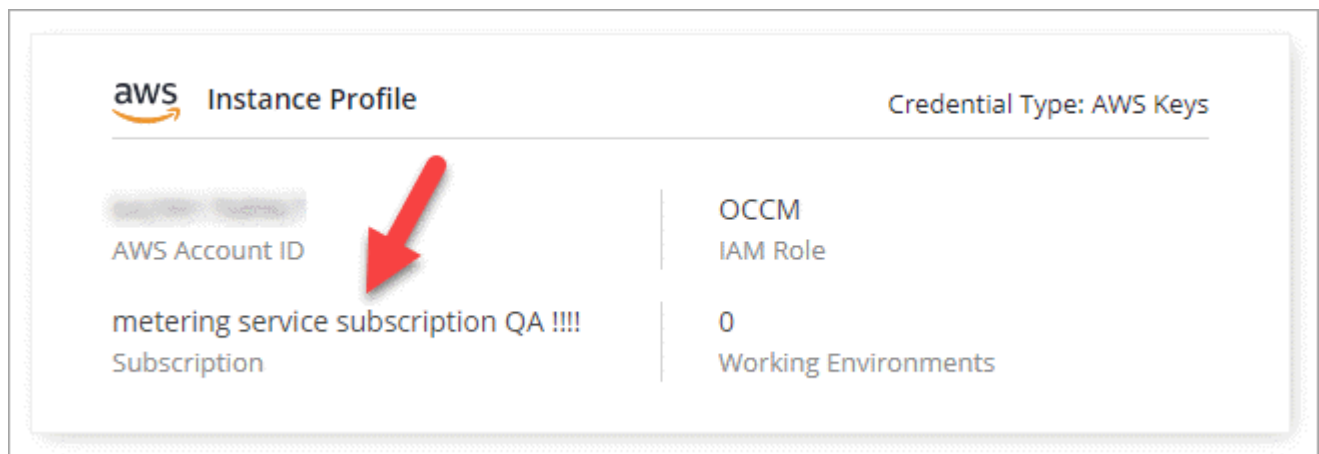 aws Instance Profile
Credential Type: AWS Keys
AWS Account ID
OCCM
IAM Role
metering service subscription QA !!!!
Subscription
0
Working Environments